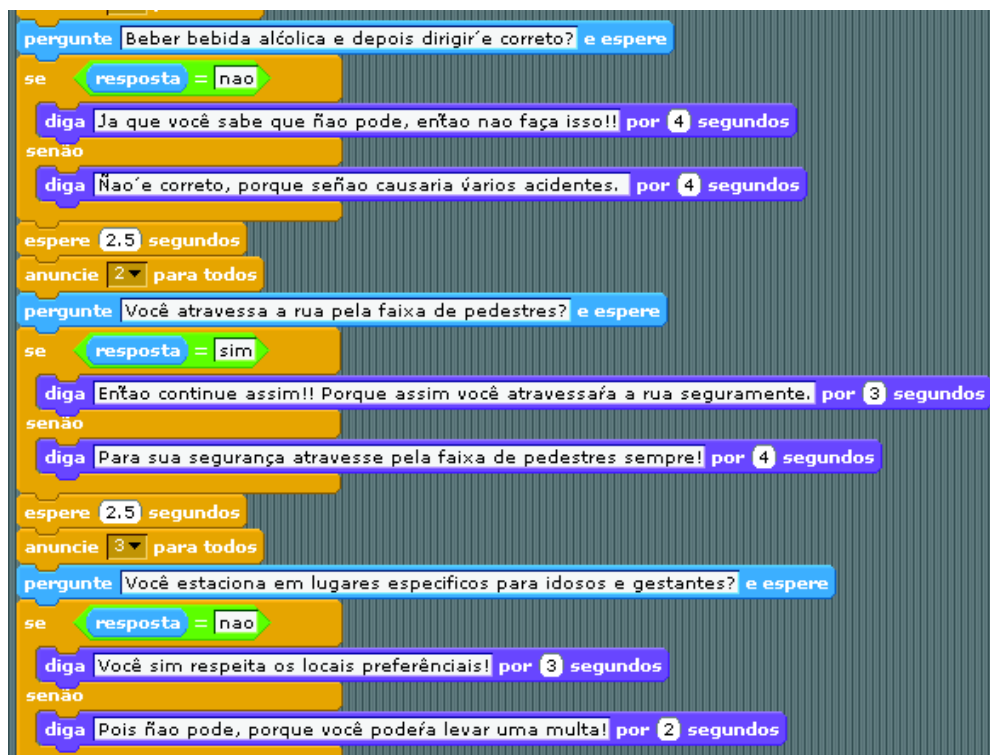 pergunte Beber bebida alćolica e depois dirigir´e correto? e espere
se resposta = nao
diga Ja que você sabe que ñao pode, entãao nao faça isso!! por 4 segundos
senão
diga Ñao´e correto, porque señao causaria v́arios acidentes. por 4 segundos
espere 2.5 segundos
anuncie 2 para todos
pergunte Você atravessa a rua pela faixa de pedestres? e espere
se resposta = sim
diga Ent̃ao continue assim!! Porque assim você atravessaŕa a rua seguramente. por 3 segundos
senão
diga Para sua segurança atravesse pela faixa de pedestres sempre! por 4 segundos
espere 2.5 segundos
anuncie 3 para todos
pergunte Você estaciona em lugares especificos para idosos e gestantes? e espere
se resposta = nao
diga Você sim respeita os locais preferênciais! por 3 segundos
senão
diga Pois ñao pode, porque você podeŕa levar uma multa! por 2 segundos